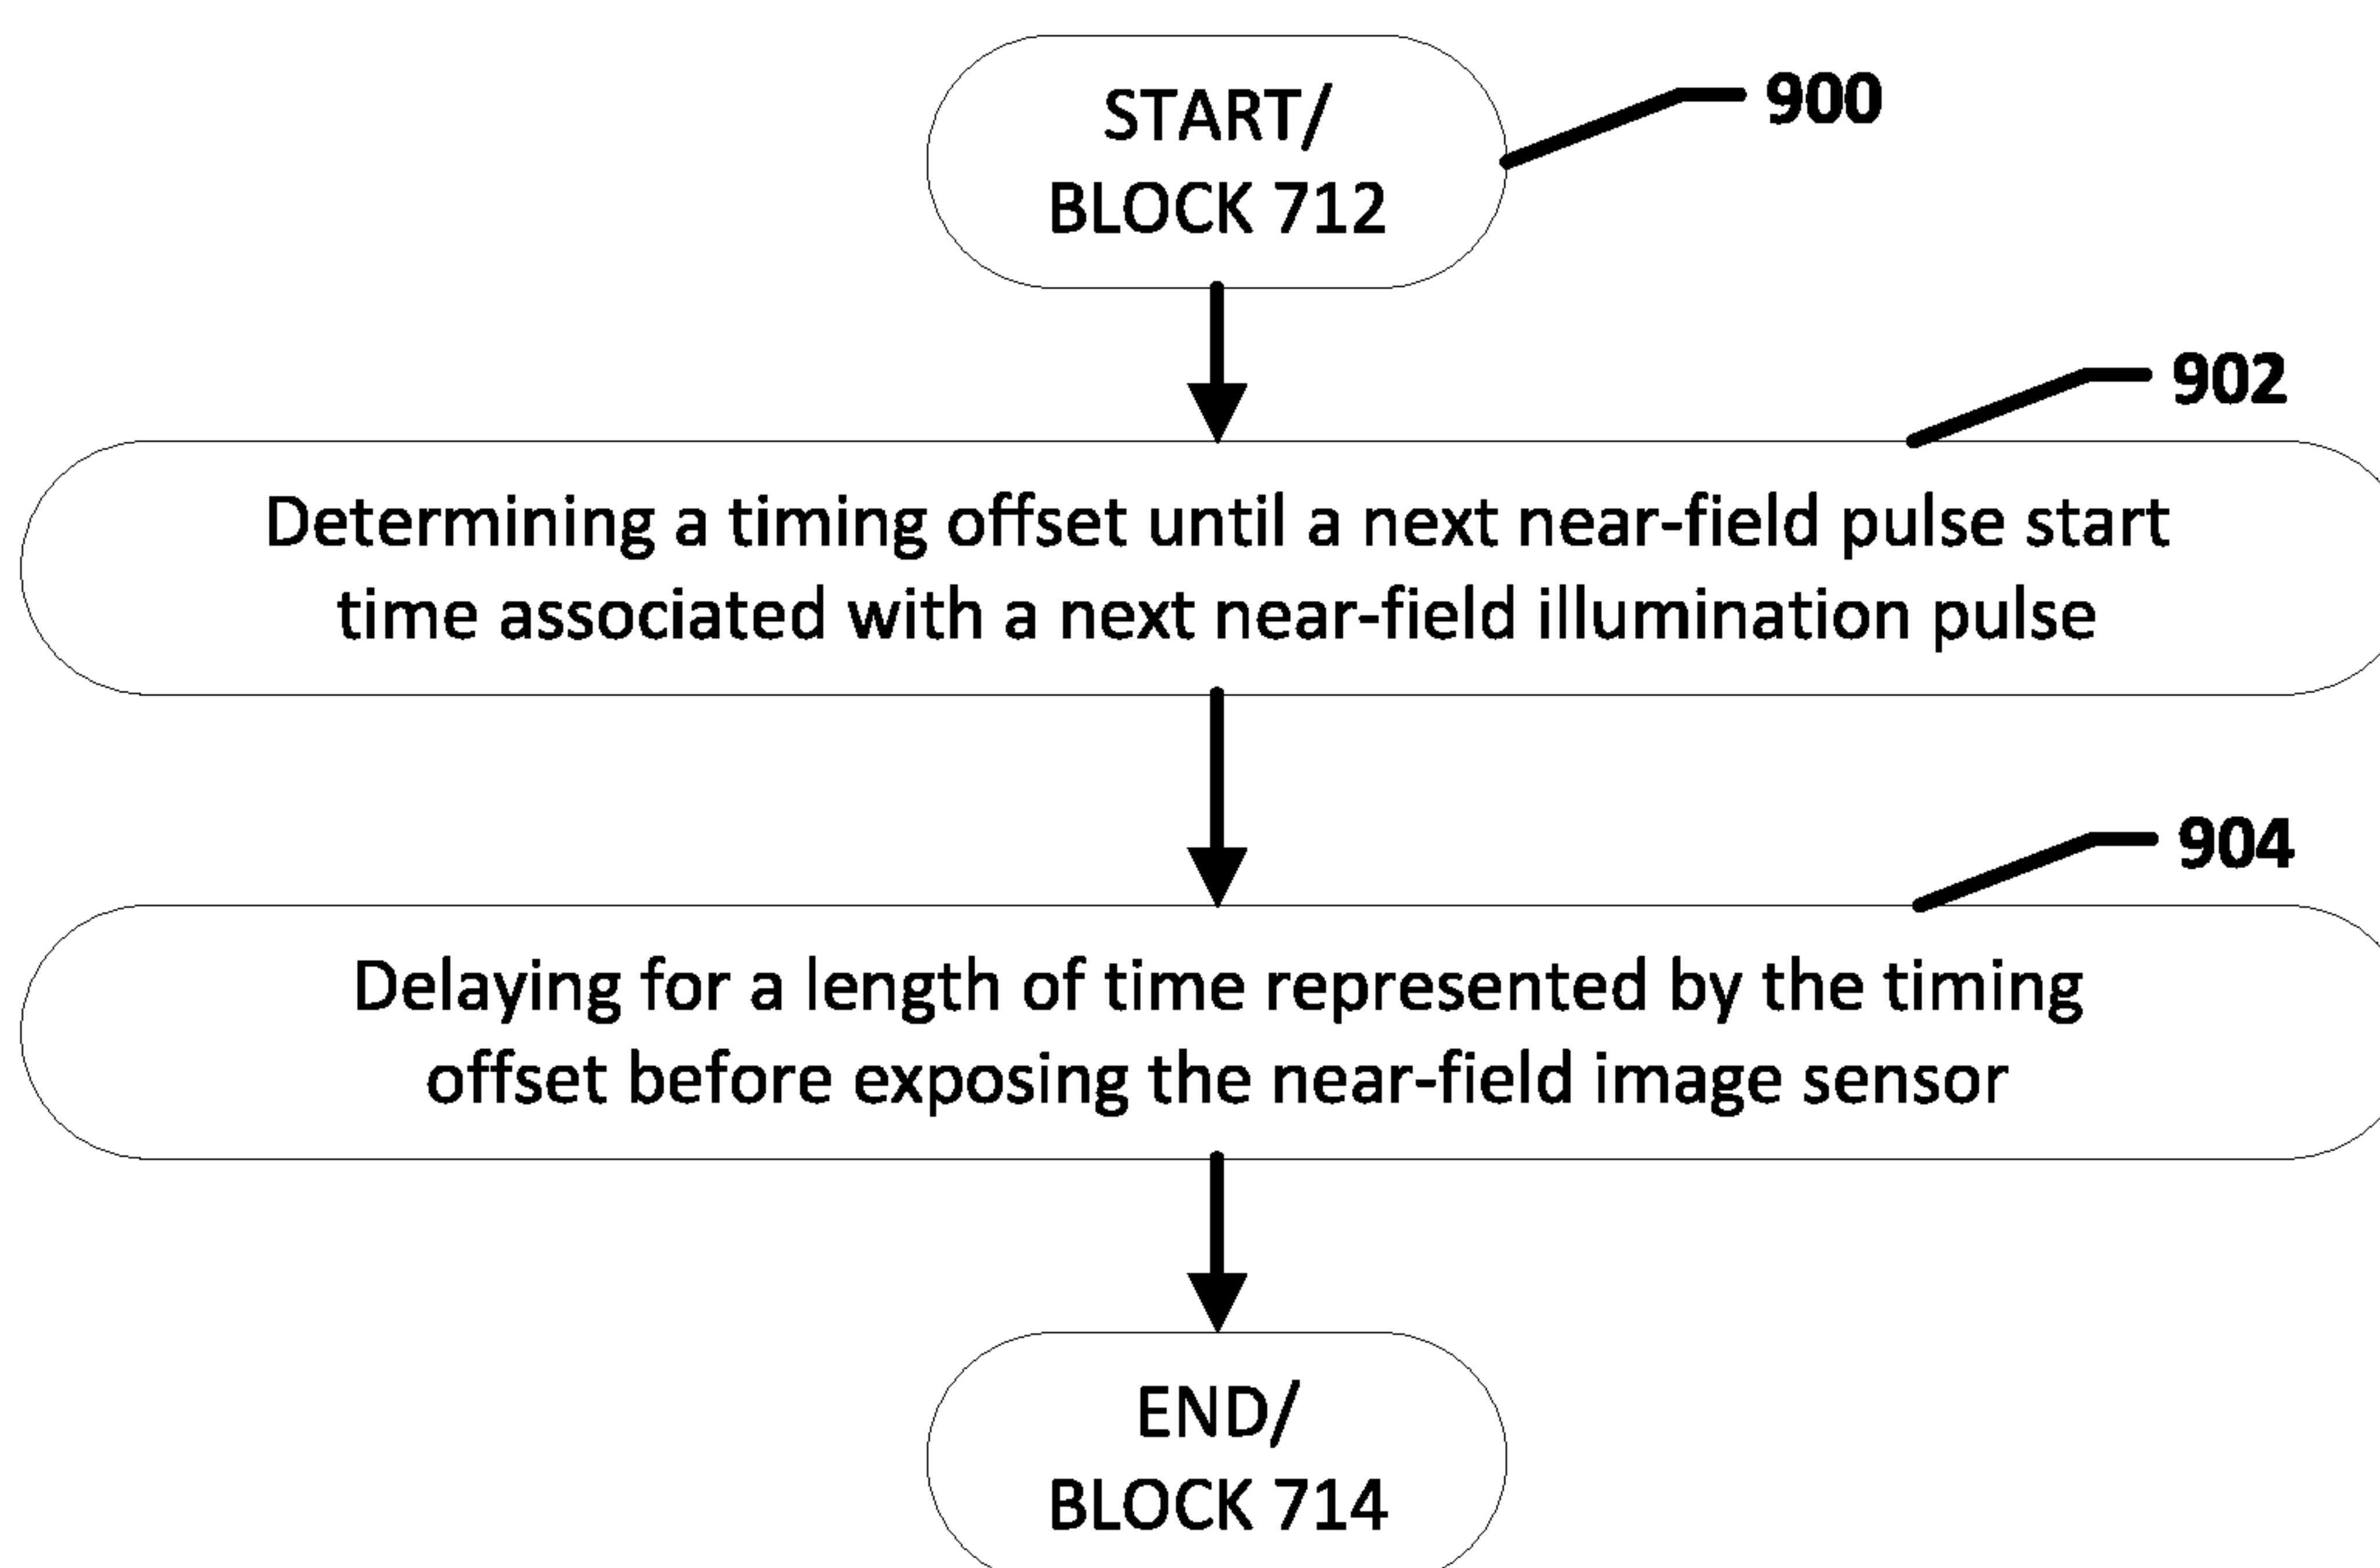 START/
BLOCK 712
900
902
Determining a timing offset until a next near-field pulse start
time associated with a next near-field illumination pulse
904
Delaying for a length of time represented by the timing
offset before exposing the near-field image sensor
END/
BLOCK 714